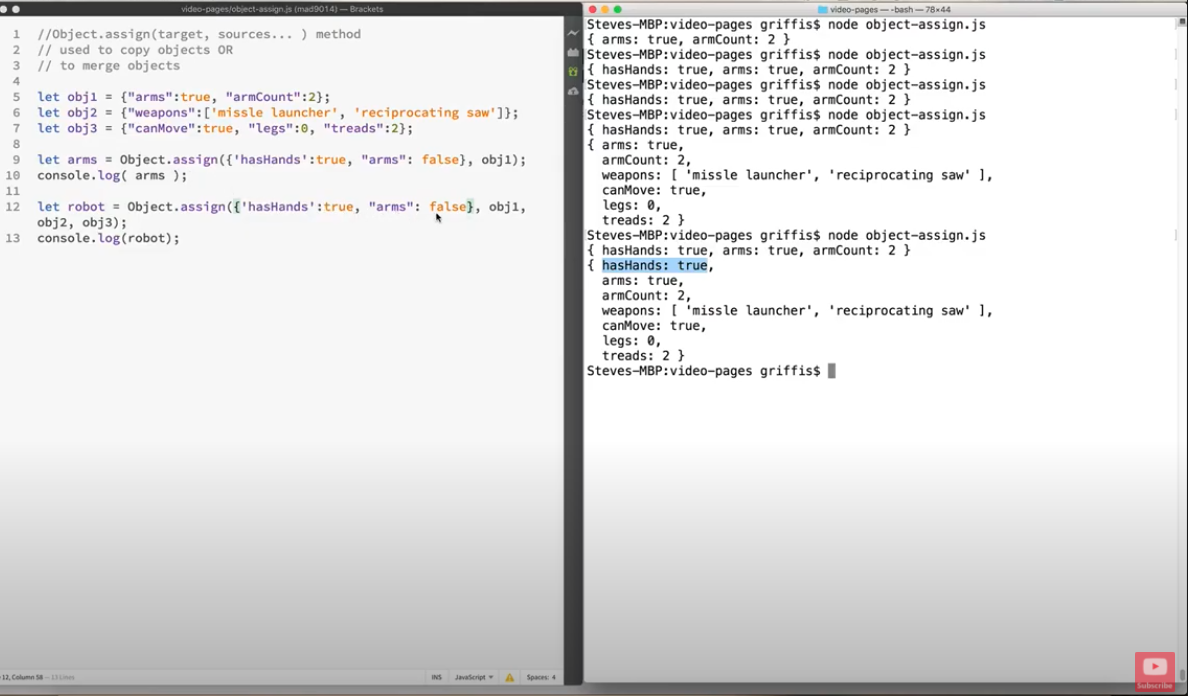 video-pages/object-assign.js (mad9014) — Brackets
1 //Object.assign(target, sources... ) method
2 // used to copy objects OR
3 // to merge objects
4
5 let obj1 = {"arms":true, "armCount":2};
6 let obj2 = {"weapons":['missle launcher', 'reciprocating saw']};
7 let obj3 = {"canMove":true, "legs":0, "treads":2};
8
9 let arms = Object.assign({'hasHands':true, "arms": false}, obj1);
10 console.log( arms );
11
12 let robot = Object.assign({'hasHands':true, "arms": false}, obj1,
obj2, obj3);
13 console.log(robot);
12, Column 58 — 13 Lines
INS JavaScript Spaces: 4
video-pages — -bash — 78×44
Steves-MBP:video-pages griffis$ node object-assign.js
{ arms: true, armCount: 2 }
Steves-MBP:video-pages griffis$ node object-assign.js
{ hasHands: true, arms: true, armCount: 2 }
Steves-MBP:video-pages griffis$ node object-assign.js
{ hasHands: true, arms: true, armCount: 2 }
Steves-MBP:video-pages griffis$ node object-assign.js
{ hasHands: true, arms: true, armCount: 2 }
{ arms: true,
armCount: 2,
weapons: [ 'missle launcher', 'reciprocating saw' ],
canMove: true,
legs: 0,
treads: 2 }
Steves-MBP:video-pages griffis$ node object-assign.js
{ hasHands: true, arms: true, armCount: 2 }
{ hasHands: true,
arms: true,
armCount: 2,
weapons: [ 'missle launcher', 'reciprocating saw' ],
canMove: true,
legs: 0,
treads: 2 }
Steves-MBP:video-pages griffis$
Subscribe